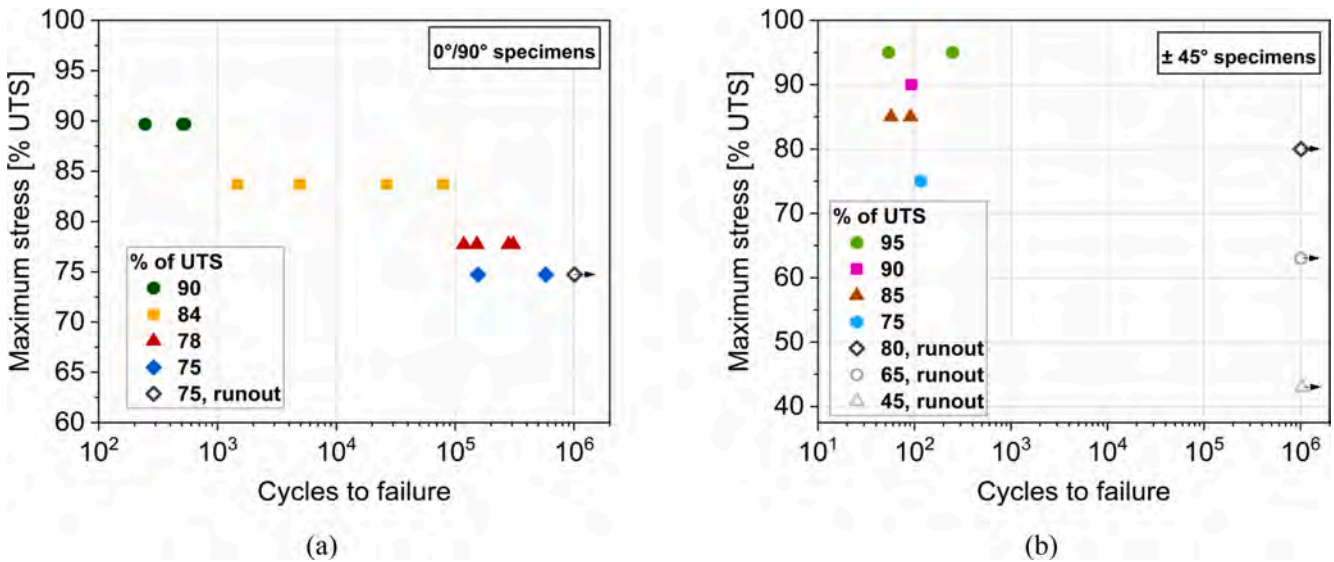 100
95
90
85
80
75
70
65
60
Maximum stress [% UTS]
0°/90° specimens
% of UTS
90
84
78
75
75, runout
10² 10³ 10⁴ 10⁵ 10⁶
Cycles to failure
(a)
100
90
80
70
60
50
40
Maximum stress [% UTS]
± 45° specimens
% of UTS
95
90
85
75
80, runout
65, runout
45, runout
10¹ 10² 10³ 10⁴ 10⁵ 10⁶
Cycles to failure
(b)